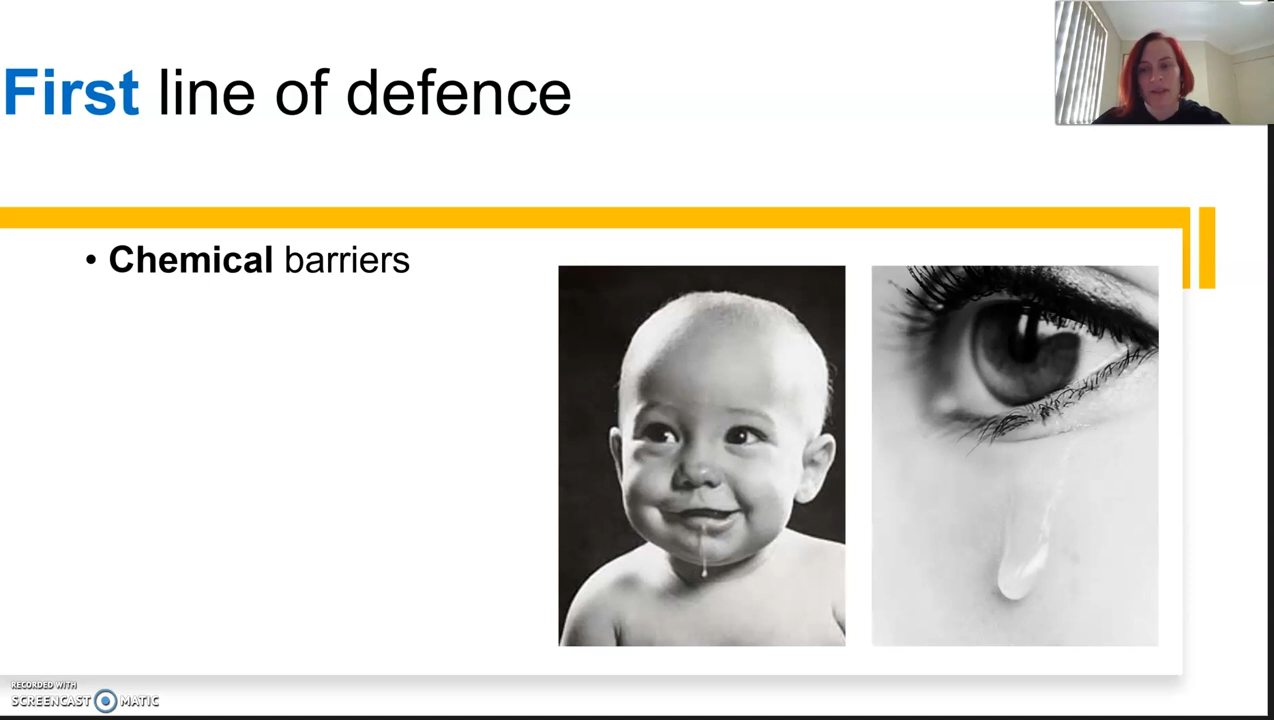 First line of defence
• Chemical barriers
RECORDED WITH
SCREENCAST MATIC